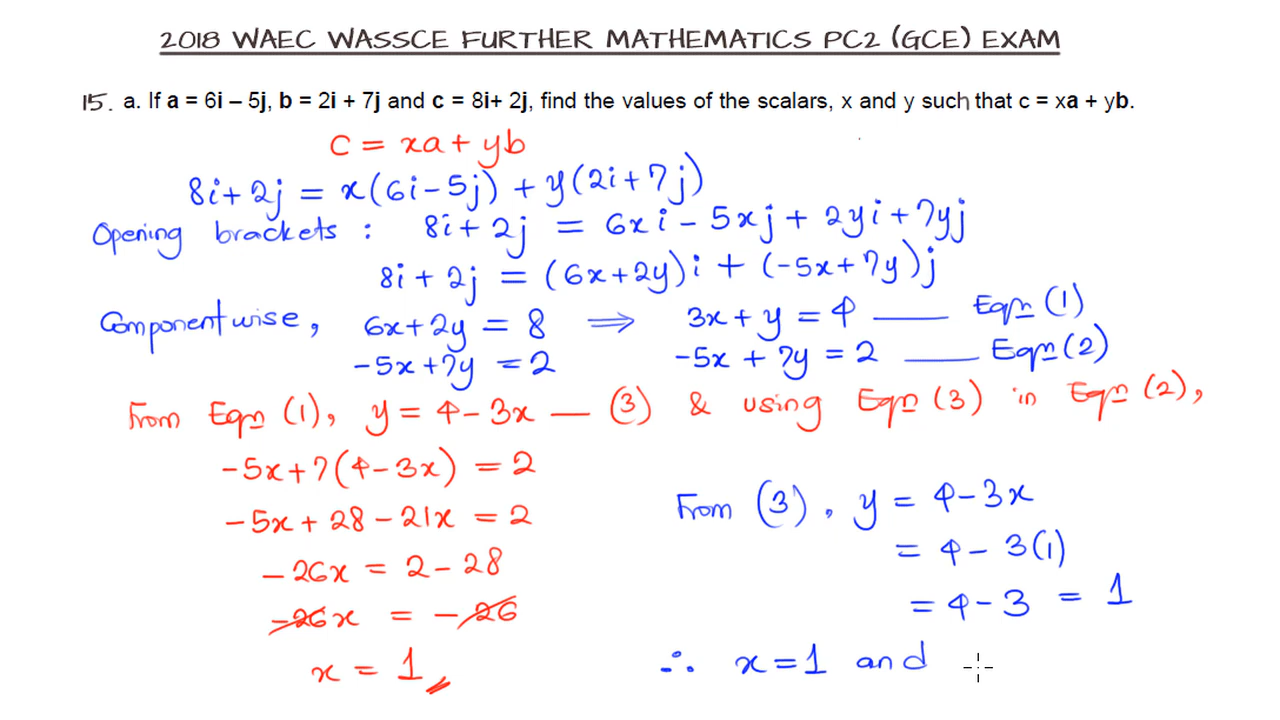 2018 WAEC WASSCE FURTHER MATHEMATICS PC2 (GCE) EXAM
15. a. If a = 6i – 5j, b = 2i + 7j and c = 8i+ 2j, find the values of the scalars, x and y such that c = xa + yb.
c = xa + yb
8i + 2j = x(6i - 5j) + y(2i + 7j)
Opening brackets : 8i + 2j = 6xi - 5xj + 2yi + 7yj
8i + 2j = (6x+2y)i + (-5x+7y)j
Componentwise, 6x+2y = 8 ⟹ 3x + y = 4 —— Eqn (1)
-5x+7y = 2 -5x + 7y = 2 —— Eqn (2)
From Eqn (1), y = 4-3x — (3) & using Eqn (3) in Eqn (2),
-5x+7(4-3x) = 2
-5x + 28 - 21x = 2
-26x = 2 - 28
-26x = -26
x = 1
From (3), y = 4-3x
= 4 - 3(1)
= 4-3 = 1
∴ x=1 and